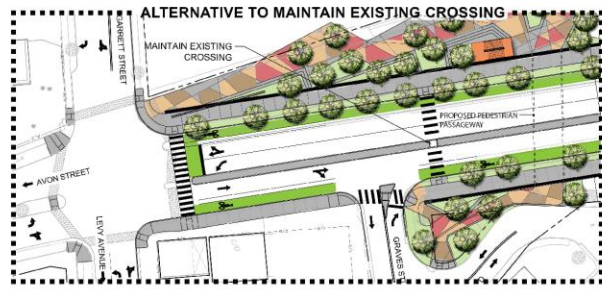 ALTERNATIVE TO MAINTAIN EXISTING CROSSING
GARRETT STREET
MAINTAIN EXISTING
CROSSING
PROPOSED PEDESTRIAN
PASSAGEWAY
AVON STREET
LEVY AVENUE
GRAVES ST